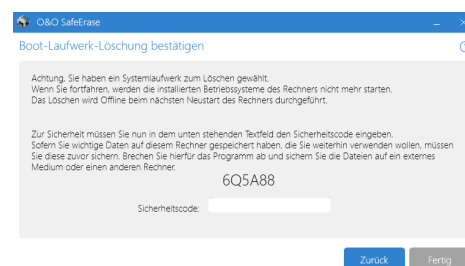 O&O SafeErase
Boot-Laufwerk-Löschung bestätigen
Achtung, Sie haben ein Systemlaufwerk zum Löschen gewählt.
Wenn Sie fortfahren, werden die installierten Betriebssysteme des Rechners nicht mehr starten.
Das Löschen wird Offline beim nächsten Neustart des Rechners durchgeführt.
Zur Sicherheit müssen Sie nun in dem unten stehenden Textfeld den Sicherheitscode eingeben.
Sofern Sie wichtige Daten auf diesem Rechner gespeichert haben, die Sie weiterhin verwenden wollen, müssen
Sie diese zuvor sichern. Brechen Sie hierfür das Programm ab und sichern Sie die Dateien auf ein externes
Medium oder einen anderen Rechner.
6Q5A88
Sicherheitscode:
Zurück
Fertig